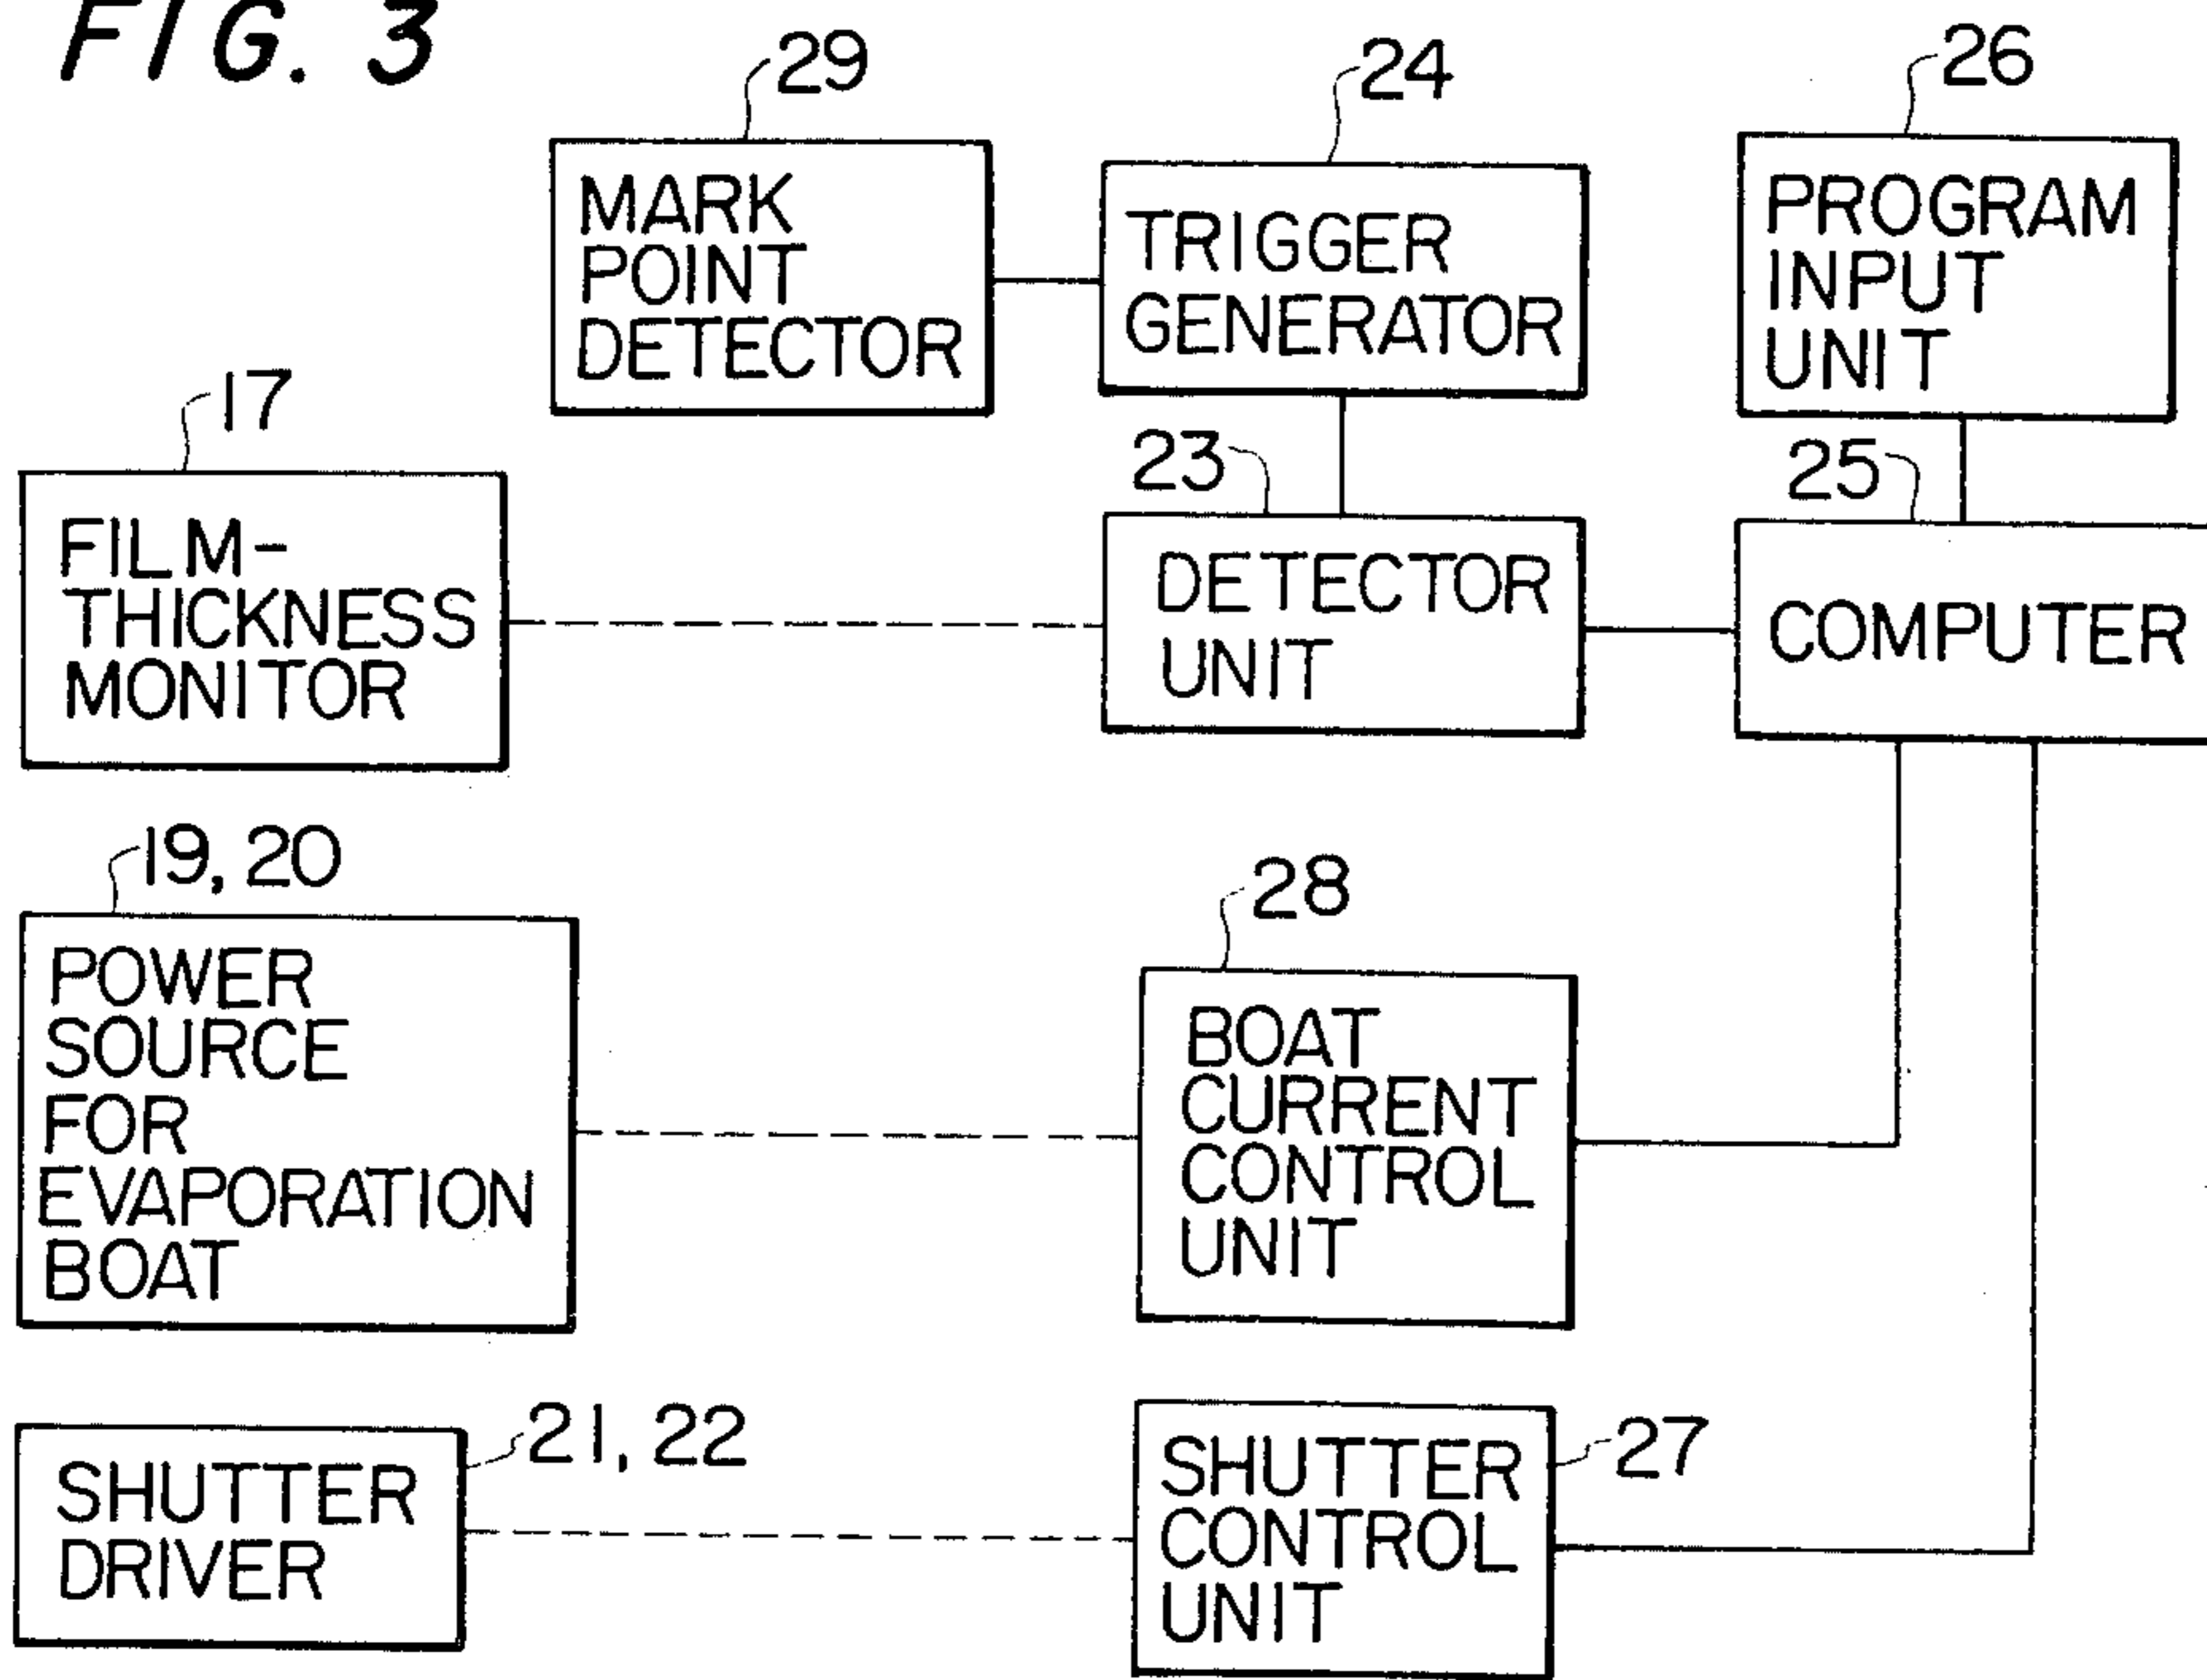 FIG. 3
29
MARK
POINT
DETECTOR
24
TRIGGER
GENERATOR
26
PROGRAM
INPUT
UNIT
17
FILM-
THICKNESS
MONITOR
23
DETECTOR
UNIT
25
COMPUTER
19, 20
POWER
SOURCE
FOR
EVAPORATION
BOAT
28
BOAT
CURRENT
CONTROL
UNIT
21, 22
SHUTTER
DRIVER
27
SHUTTER
CONTROL
UNIT